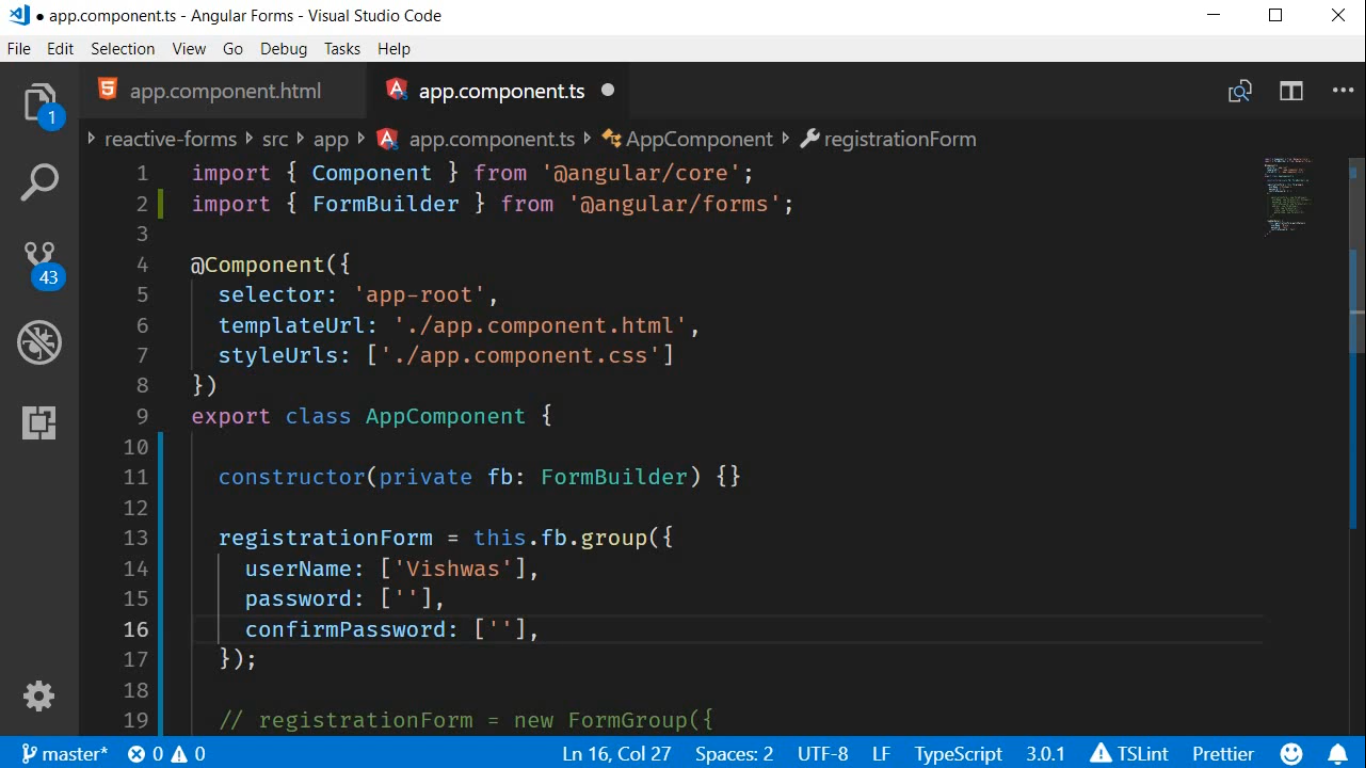 ● app.component.ts - Angular Forms - Visual Studio Code
File Edit Selection View Go Debug Tasks Help
1
app.component.html app.component.ts
reactive-forms src app app.component.ts AppComponent registrationForm
1 import { Component } from '@angular/core';
2 import { FormBuilder } from '@angular/forms';
3
4 @Component({
5 selector: 'app-root',
6 templateUrl: './app.component.html',
7 styleUrls: ['./app.component.css']
8 })
9 export class AppComponent {
10
11 constructor(private fb: FormBuilder) {}
12
13 registrationForm = this.fb.group({
14 userName: ['Vishwas'],
15 password: [''],
16 confirmPassword: [''],
17 });
18
19 // registrationForm = new FormGroup({
43
master* 0 0 Ln 16, Col 27 Spaces: 2 UTF-8 LF TypeScript 3.0.1 TSLint Prettier